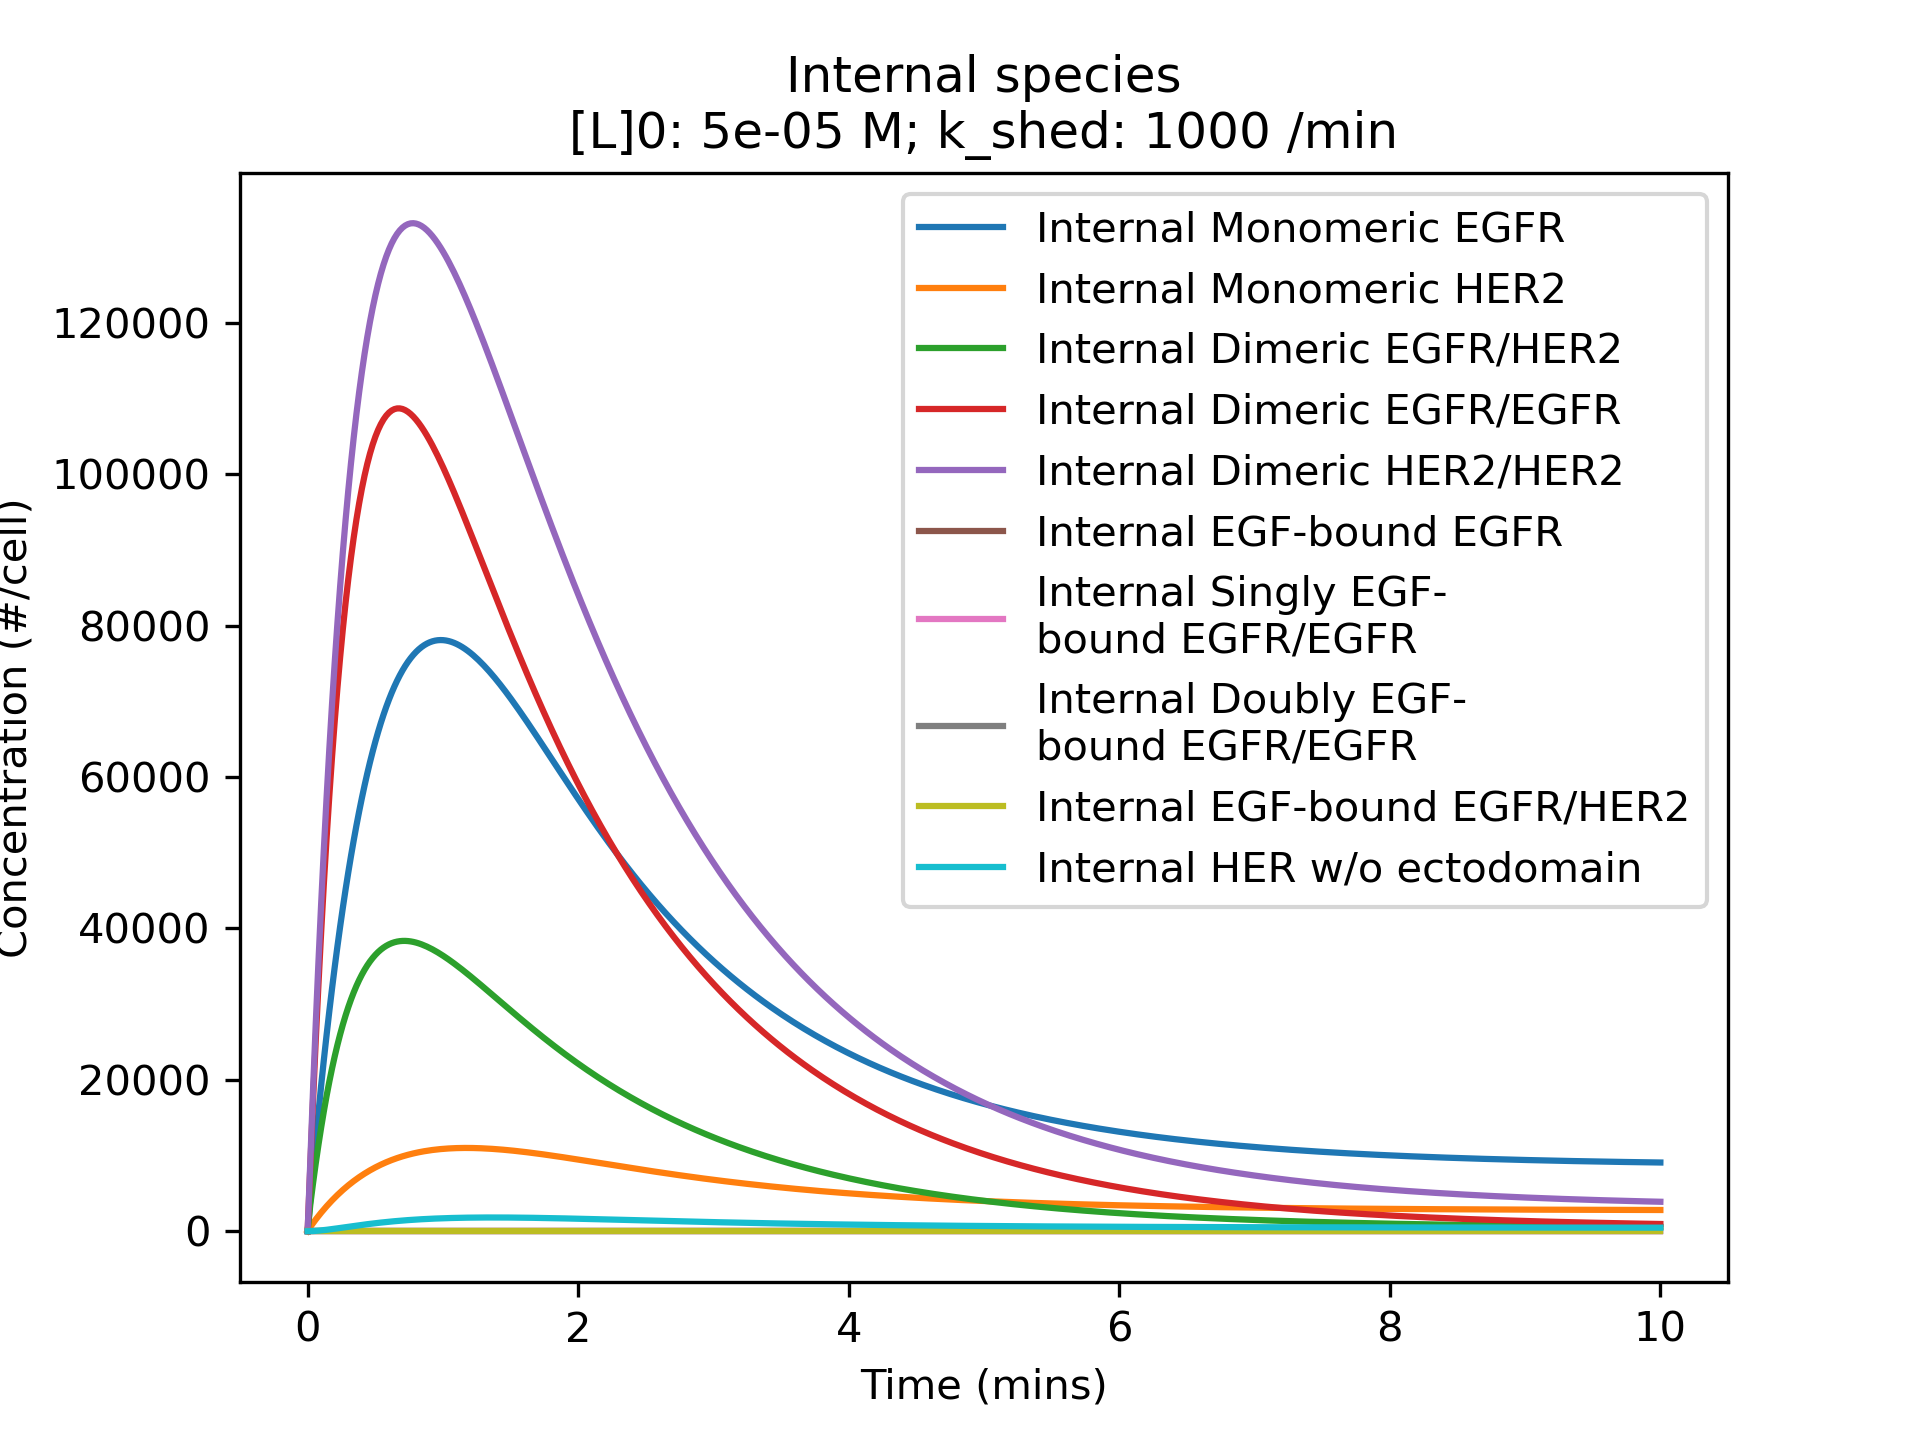 Internal species
[L]0: 5e-05 M; k_shed: 1000 /min
Concentration (#/cell)
120000
100000
80000
60000
40000
20000
0
Internal Monomeric EGFR
Internal Monomeric HER2
Internal Dimeric EGFR/HER2
Internal Dimeric EGFR/EGFR
Internal Dimeric HER2/HER2
Internal EGF-bound EGFR
Internal Singly EGF-
bound EGFR/EGFR
Internal Doubly EGF-
bound EGFR/EGFR
Internal EGF-bound EGFR/HER2
Internal HER w/o ectodomain
0 2 4 6 8 10
Time (mins)